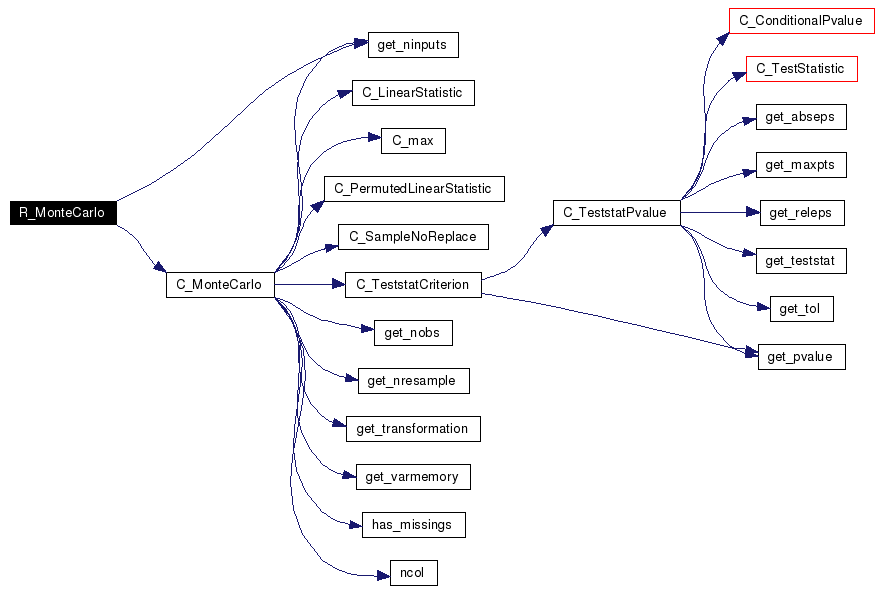 R_MonteCarlo
C_MonteCarlo
get_ninputs
C_LinearStatistic
C_max
C_PermutedLinearStatistic
C_SampleNoReplace
C_TeststatCriterion
get_nobs
get_nresample
get_transformation
get_varmemory
has_missings
ncol
C_TeststatPvalue
C_ConditionalPvalue
C_TestStatistic
get_abseps
get_maxpts
get_releps
get_teststat
get_tol
get_pvalue